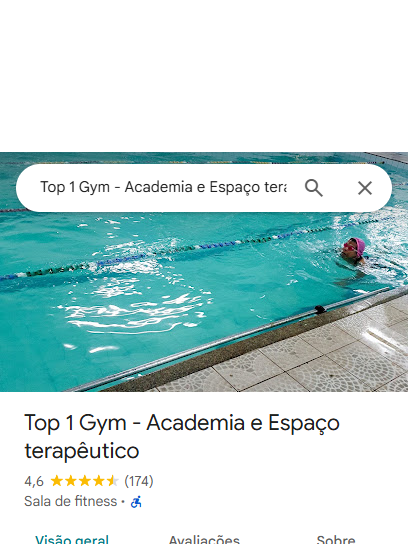 Top 1 Gym - Academia e Espaço tera
Top 1 Gym - Academia e Espaço
terapêutico
4,6 (174)
Sala de fitness ·
Visão geral Avaliações Sobre